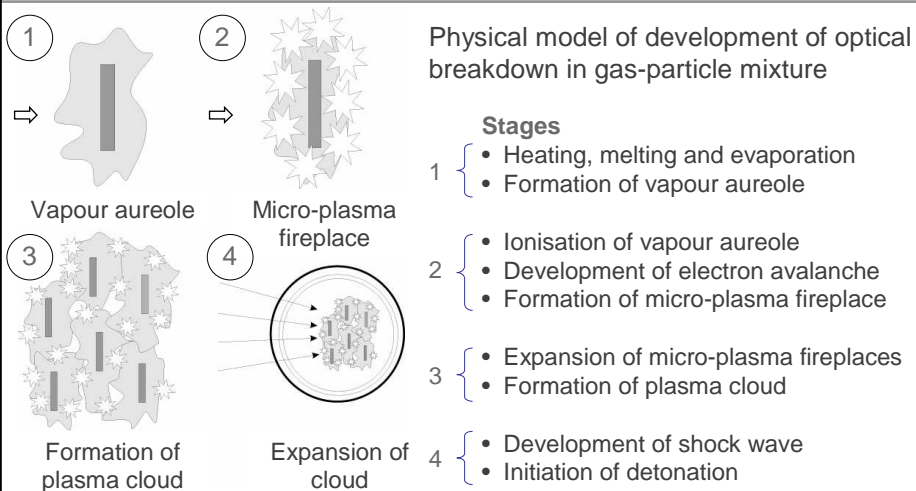 Physical model of development of optical
breakdown in gas-particle mixture
1
2
Vapour aureole
Micro-plasma
fireplace
3
4
Formation of
plasma cloud
Expansion of
cloud
Stages
1
• Heating, melting and evaporation
• Formation of vapour aureole
2
• Ionisation of vapour aureole
• Development of electron avalanche
• Formation of micro-plasma fireplace
3
• Expansion of micro-plasma fireplaces
• Formation of plasma cloud
4
• Development of shock wave
• Initiation of detonation